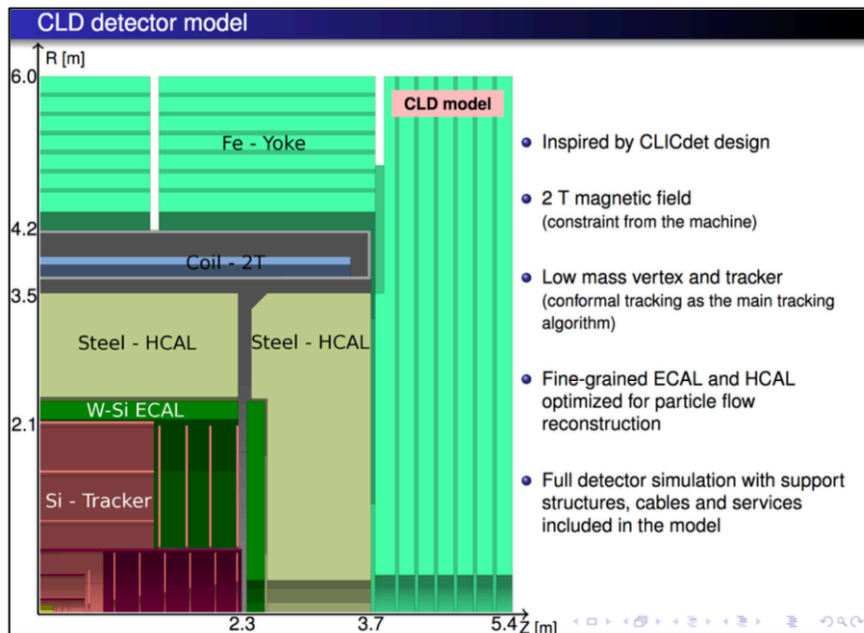 CLD detector model
R [m]
6.0
CLD model
Fe - Yoke
4.2
Coil - 2T
3.5
Steel - HCAL
Steel - HCAL
W-Si ECAL
2.1
Si - Tracker
2.3
3.7
5.4
Z [m]
Inspired by CLICdet design
2 T magnetic field
(constraint from the machine)
Low mass vertex and tracker
(conformal tracking as the main tracking
algorithm)
Fine-grained ECAL and HCAL
optimized for particle flow
reconstruction
Full detector simulation with support
structures, cables and services
included in the model